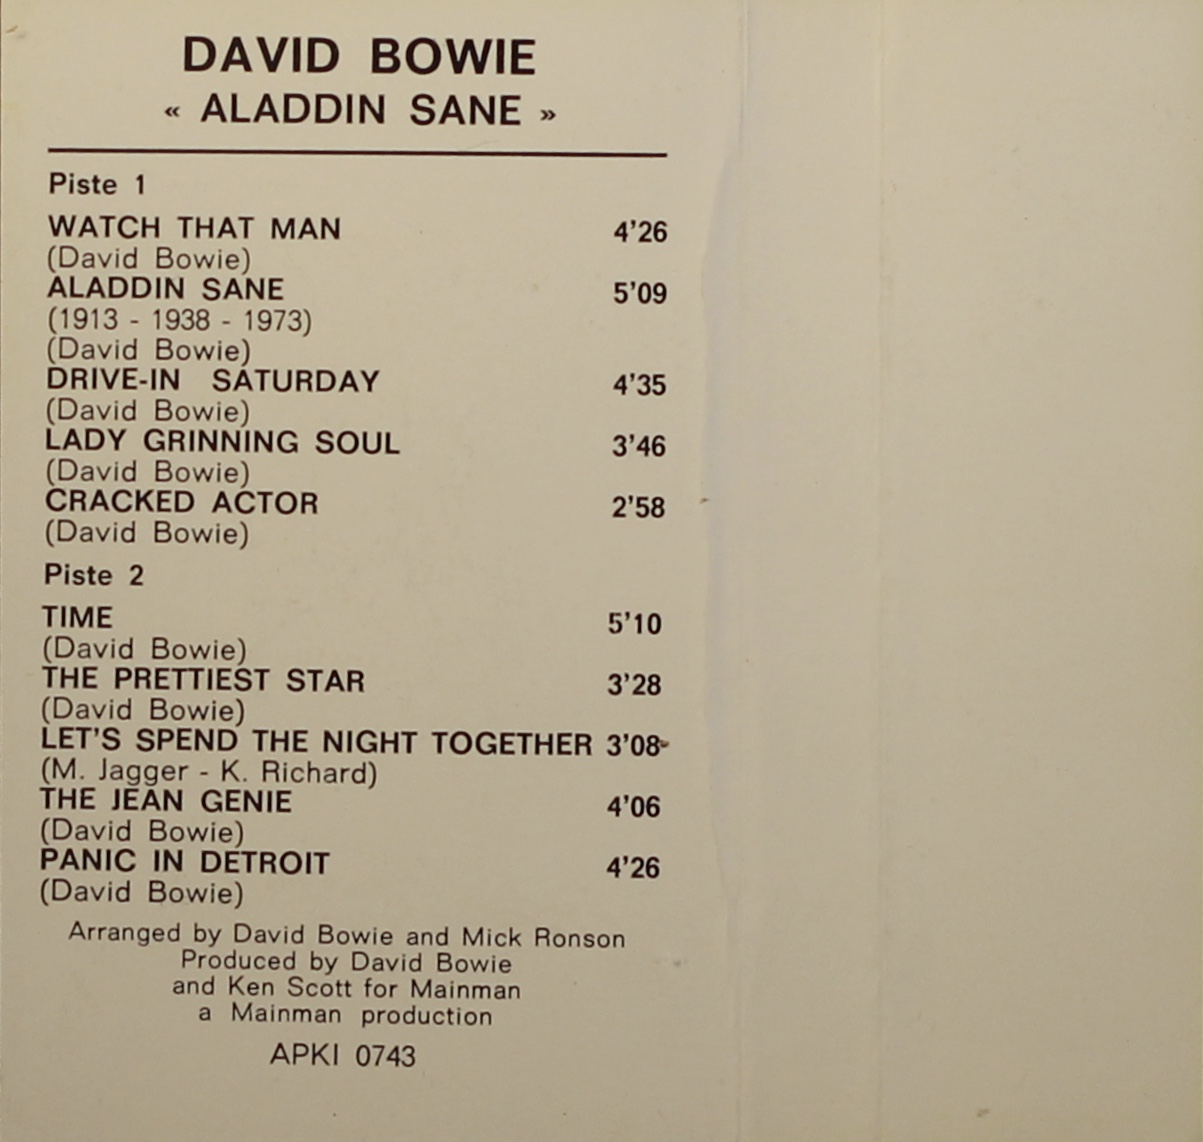 DAVID BOWIE
« ALADDIN SANE »
Piste 1
WATCH THAT MAN 4'26
(David Bowie)
ALADDIN SANE 5'09
(1913 - 1938 - 1973)
(David Bowie)
DRIVE-IN SATURDAY 4'35
(David Bowie)
LADY GRINNING SOUL 3'46
(David Bowie)
CRACKED ACTOR 2'58
(David Bowie)
Piste 2
TIME 5'10
(David Bowie)
THE PRETTIEST STAR 3'28
(David Bowie)
LET'S SPEND THE NIGHT TOGETHER 3'08
(M. Jagger - K. Richard)
THE JEAN GENIE 4'06
(David Bowie)
PANIC IN DETROIT 4'26
(David Bowie)
Arranged by David Bowie and Mick Ronson
Produced by David Bowie
and Ken Scott for Mainman
a Mainman production
APKI 0743